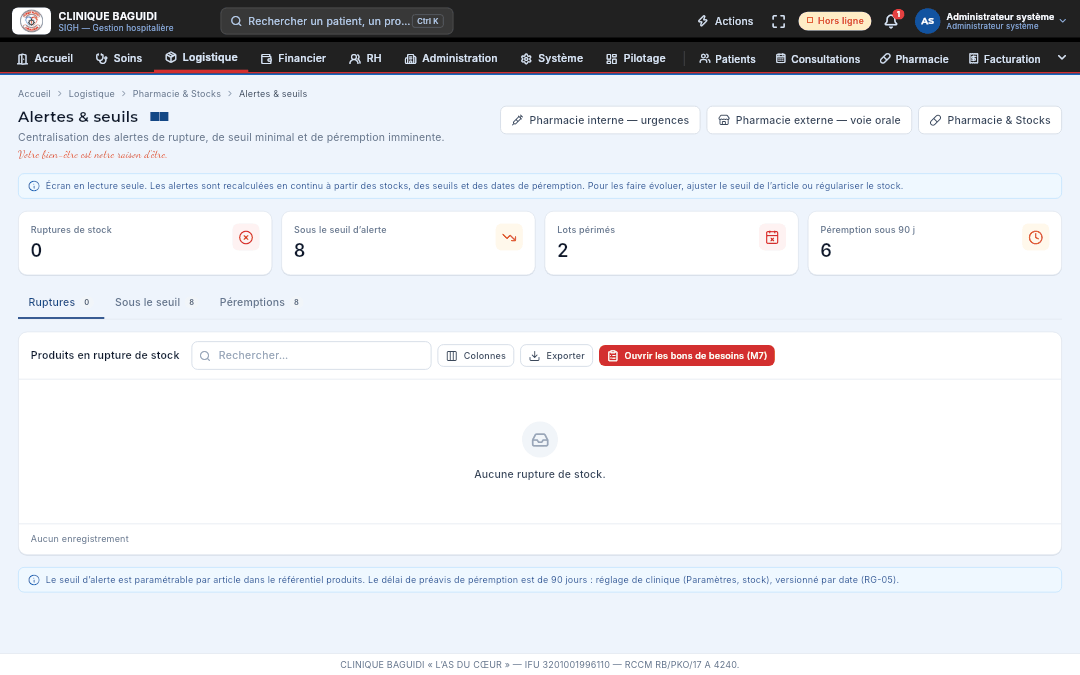 CLINIQUE BAGUIDI
SIGH — Gestion hospitalière
Rechercher un patient, un pro... Ctrl K
Actions
Hors ligne
1
AS
Administrateur système
Administrateur système
Accueil
Soins
Logistique
Financier
RH
Administration
Système
Pilotage
Patients
Consultations
Pharmacie
Facturation
Accueil > Logistique > Pharmacie & Stocks > Alertes & seuils
Alertes & seuils
Centralisation des alertes de rupture, de seuil minimal et de péremption imminente.
Votre bien-être est notre raison d'être.
Pharmacie interne — urgences
Pharmacie externe — voie orale
Pharmacie & Stocks
Écran en lecture seule. Les alertes sont recalculées en continu à partir des stocks, des seuils et des dates de péremption. Pour les faire évoluer, ajuster le seuil de l'article ou régulariser le stock.
Ruptures de stock
0
Sous le seuil d'alerte
8
Lots périmés
2
Péremption sous 90 j
6
Ruptures 0
Sous le seuil 8
Péremptions 8
Produits en rupture de stock
Rechercher...
Colonnes
Exporter
Ouvrir les bons de besoins (M7)
Aucune rupture de stock.
Aucun enregistrement
Le seuil d'alerte est paramétrable par article dans le référentiel produits. Le délai de préavis de péremption est de 90 jours : réglage de clinique (Paramètres, stock), versionné par date (RG-05).
CLINIQUE BAGUIDI « L'AS DU CŒUR » — IFU 3201001996110 — RCCM RB/PKO/17 A 4240.